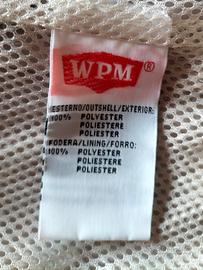 WPM®
ESTERNO/OUTSHELL/EXTERIOR:
100% POLYESTER
POLIESTERE
POLIESTER
FODERA/LINING/FORRO:
100% POLYESTER
POLIESTERE
POLIESTER